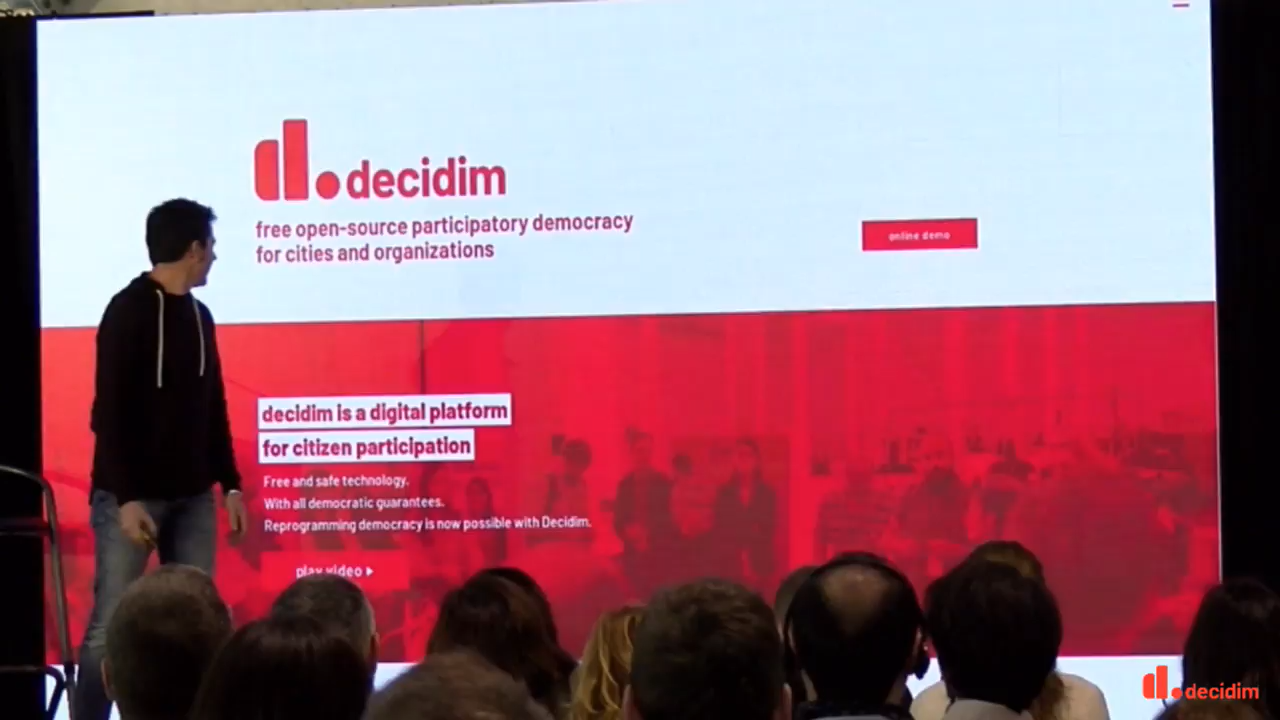 decidim
free open-source participatory democracy
for cities and organizations
online demo
decidim is a digital platform
for citizen participation
Free and safe technology.
With all democratic guarantees.
Reprogramming democracy is now possible with Decidim.
play video
decidim